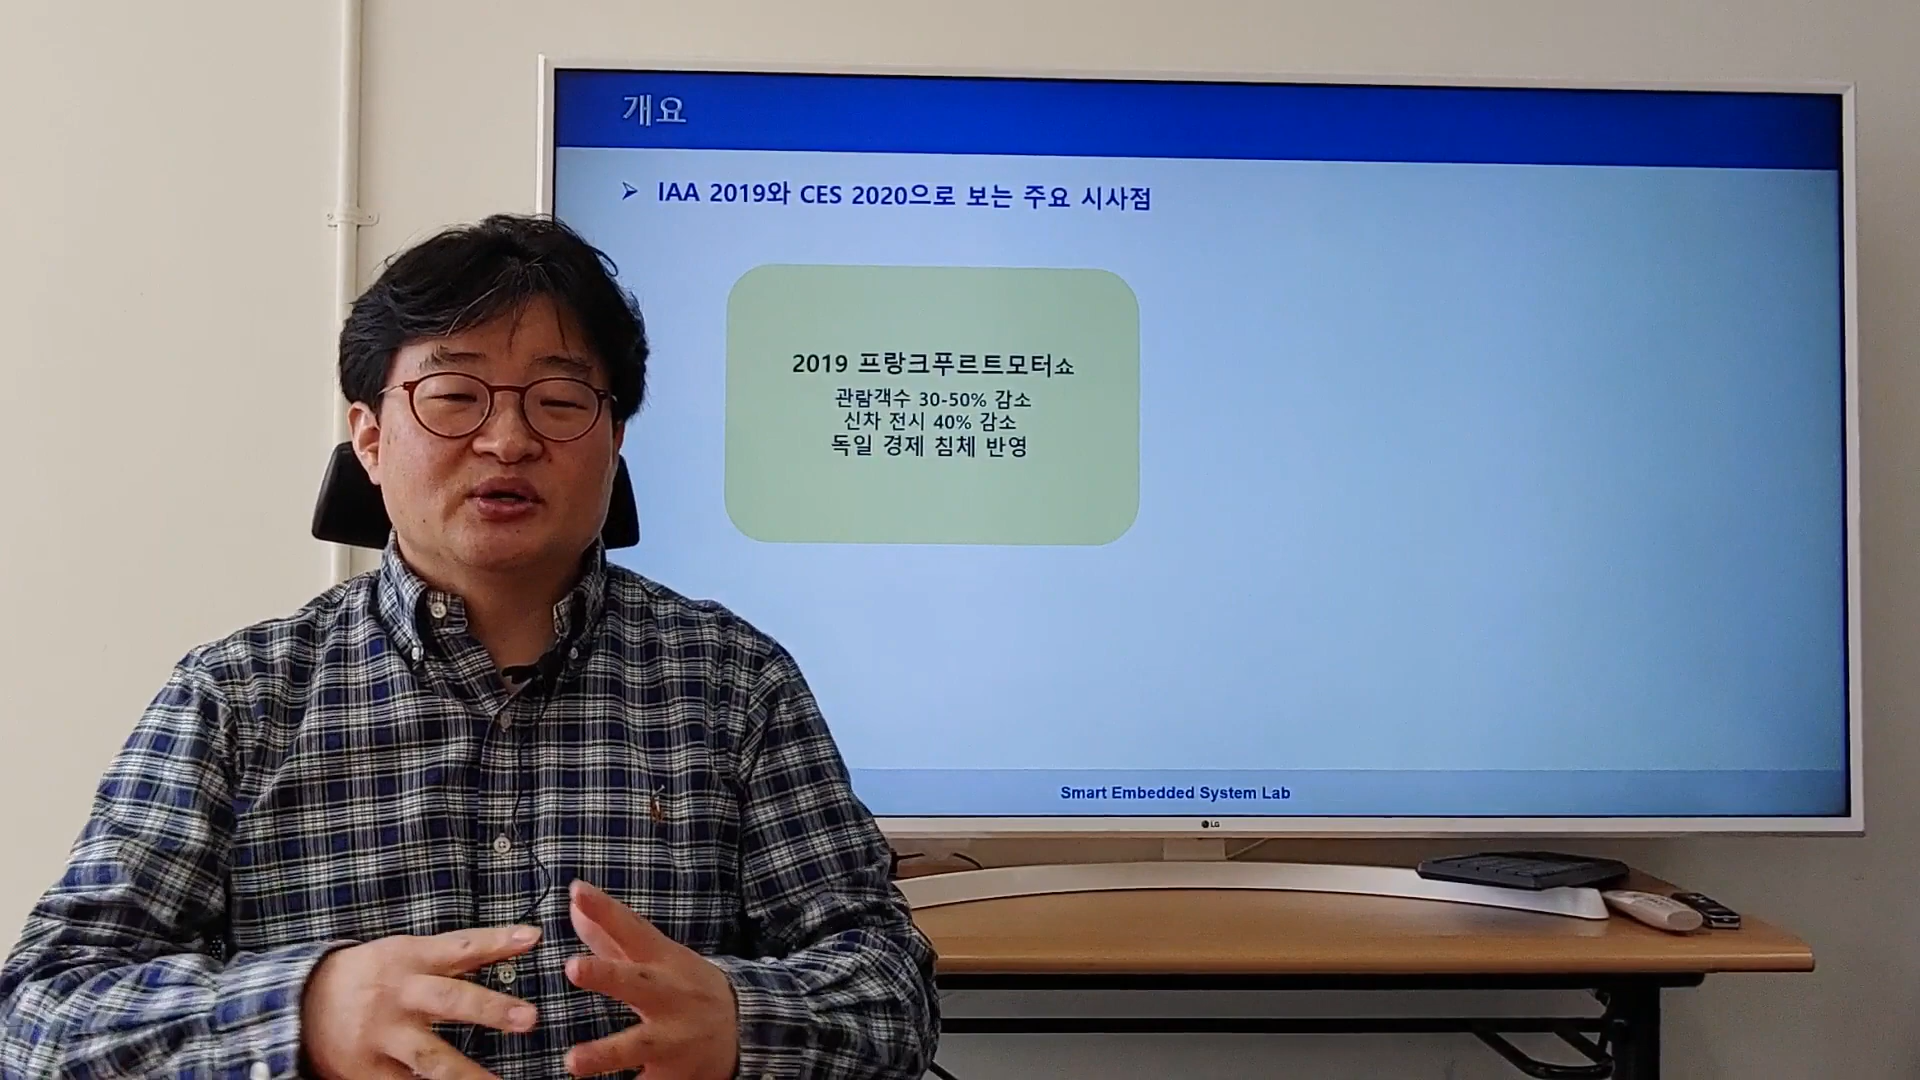 개요
➢ IAA 2019와 CES 2020으로 보는 주요 시사점
2019 프랑크푸르트모터쇼
관람객수 30-50% 감소
신차 전시 40% 감소
독일 경제 침체 반영
Smart Embedded System Lab
LG